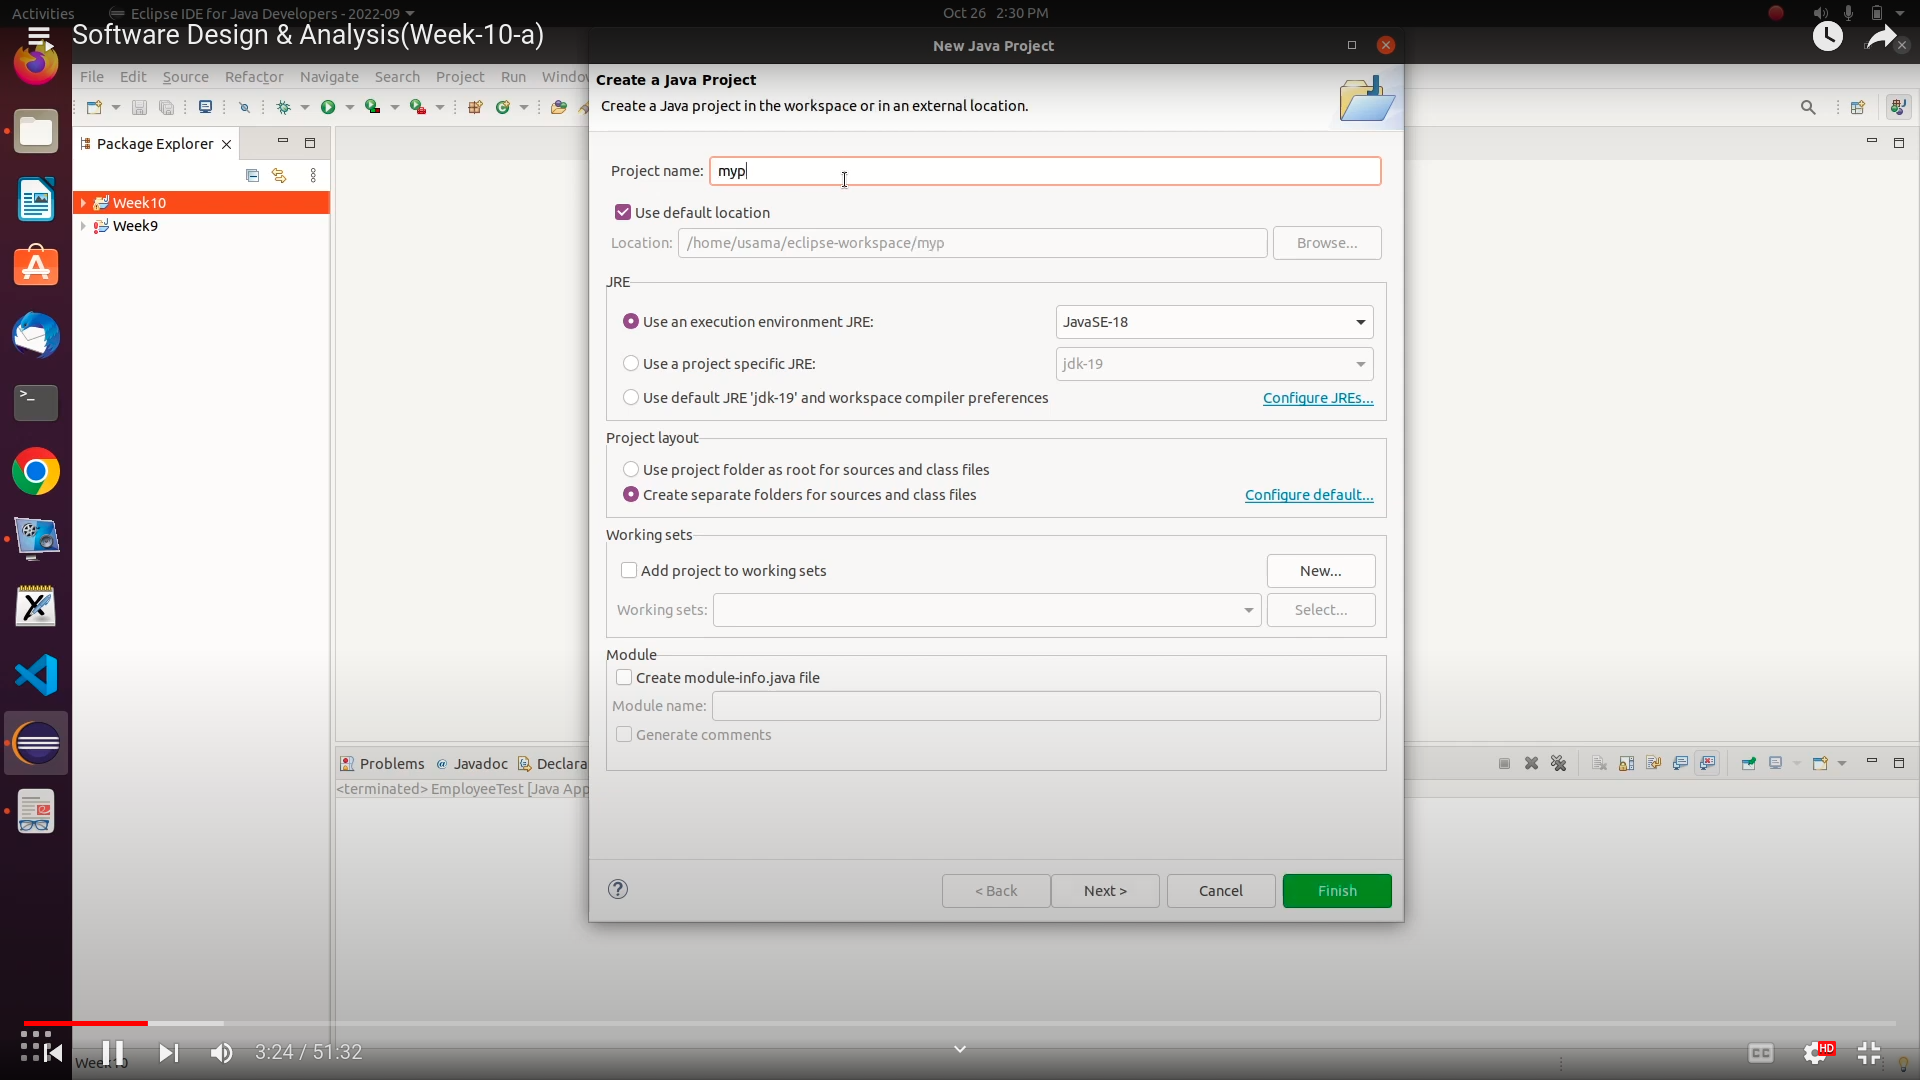 Activities
Eclipse IDE for Java Developers - 2022-09
Oct 26 2:30 PM
Software Design & Analysis(Week-10-a)
New Java Project
File Edit Source Refactor Navigate Search Project Run
Create a Java Project
Create a Java project in the workspace or in an external location.
Package Explorer
Week10
Week9
Project name: myp
Use default location
Location: /home/usama/eclipse-workspace/myp
Browse...
JRE
Use an execution environment JRE:
JavaSE-18
Use a project specific JRE:
jdk-19
Use default JRE 'jdk-19' and workspace compiler preferences
Configure JREs...
Project layout
Use project folder as root for sources and class files
Create separate folders for sources and class files
Configure default...
Working sets
Add project to working sets
New...
Working sets:
Select...
Module
Create module-info.java file
Module name:
Generate comments
Problems @ Javadoc Declara
<terminated> EmployeeTest [Java App
< Back
Next >
Cancel
Finish
3:24 / 51:32
CC
HD